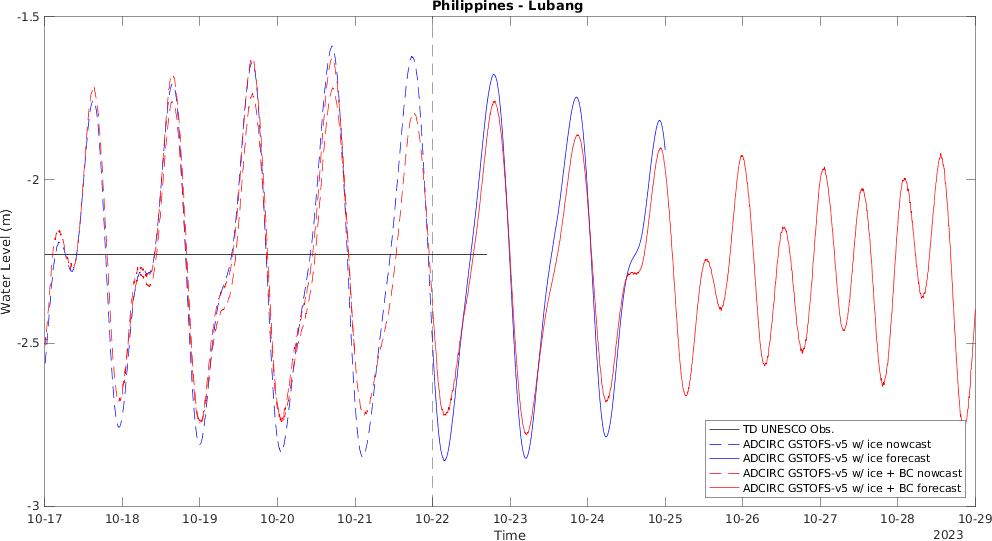 Philippines - Lubang
-1.5
-2
-2.5
-3
Water Level (m)
TD UNESCO Obs.
ADCIRC GSTOFS-v5 w/ ice nowcast
ADCIRC GSTOFS-v5 w/ ice forecast
ADCIRC GSTOFS-v5 w/ ice + BC nowcast
ADCIRC GSTOFS-v5 w/ ice + BC forecast
10-17 10-18 10-19 10-20 10-21 10-22 10-23 10-24 10-25 10-26 10-27 10-28 10-29
Time
2023